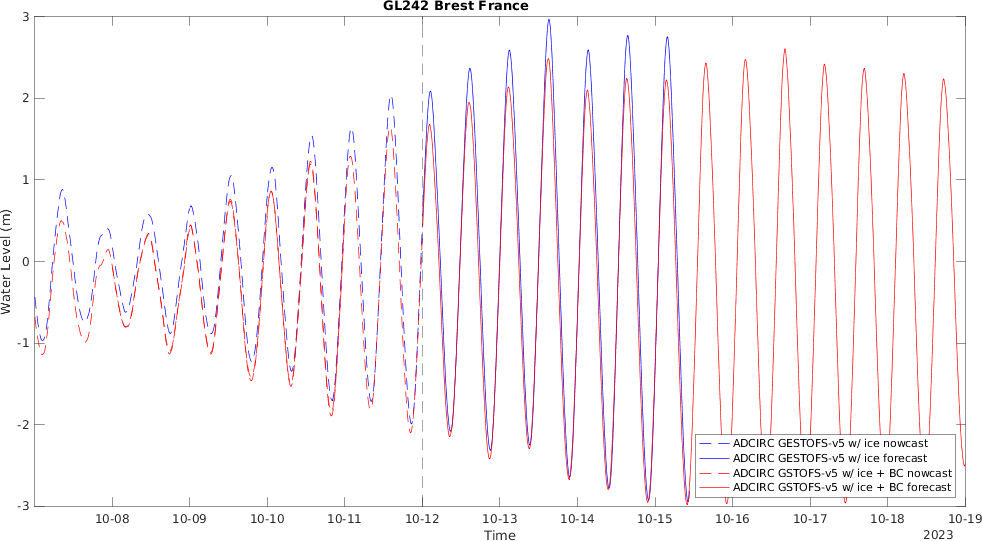 GL242 Brest France
3
2
1
0
-1
-2
-3
Water Level (m)
ADCIRC GESTOFS-v5 w/ ice nowcast
ADCIRC GESTOFS-v5 w/ ice forecast
ADCIRC GSTOFS-v5 w/ ice + BC nowcast
ADCIRC GSTOFS-v5 w/ ice + BC forecast
10-08 10-09 10-10 10-11 10-12 10-13 10-14 10-15 10-16 10-17 10-18 10-19
Time
2023